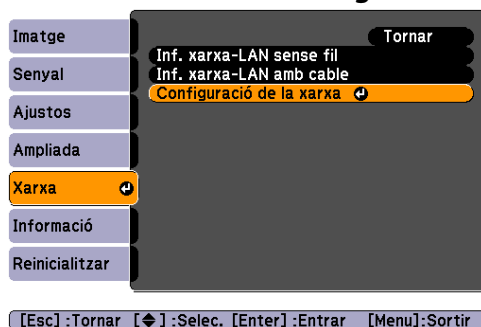 Imatge
Senyal
Ajustos
Ampliada
Xarxa
Informació
Reinicialitzar
Tornar
Inf. xarxa-LAN sense fil
Inf. xarxa-LAN amb cable
Configuració de la xarxa
[Esc] :Tornar [◆] :Selec. [Enter] :Entrar [Menu]:Sortir